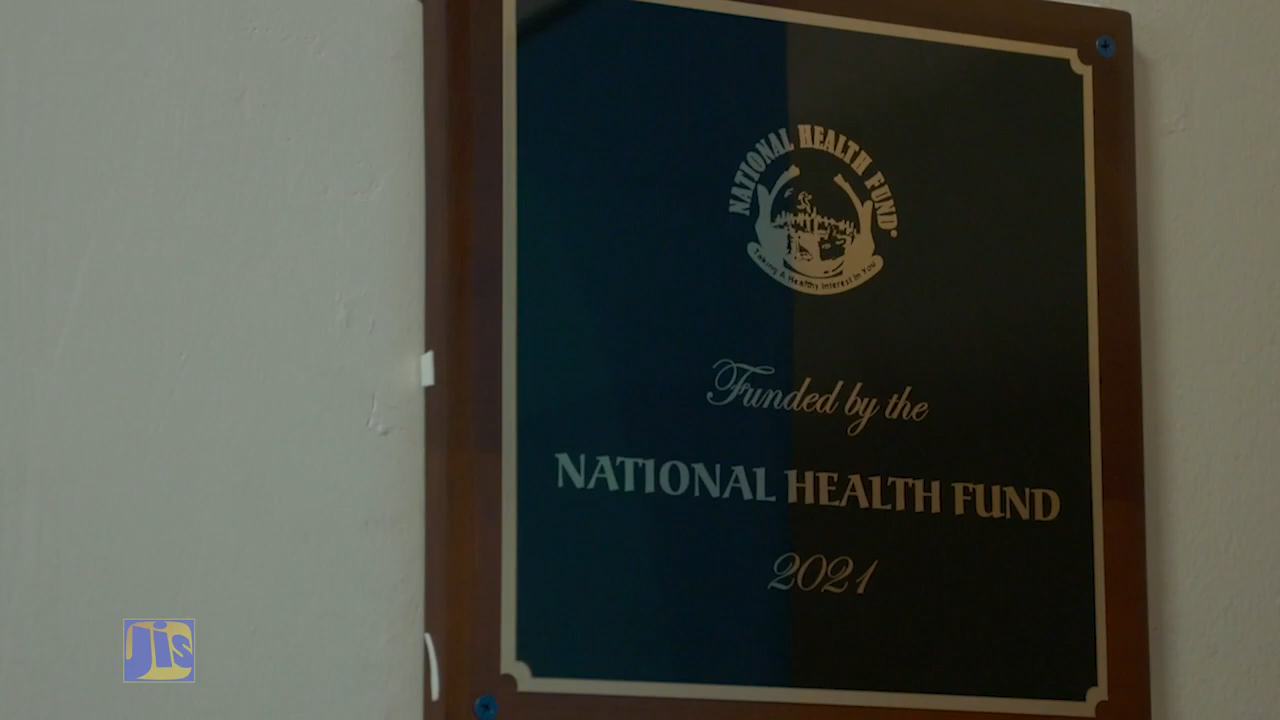 NATIONAL HEALTH FUND
Taking A Healthy Interest In You
Funded by the
NATIONAL HEALTH FUND
2021
Jis